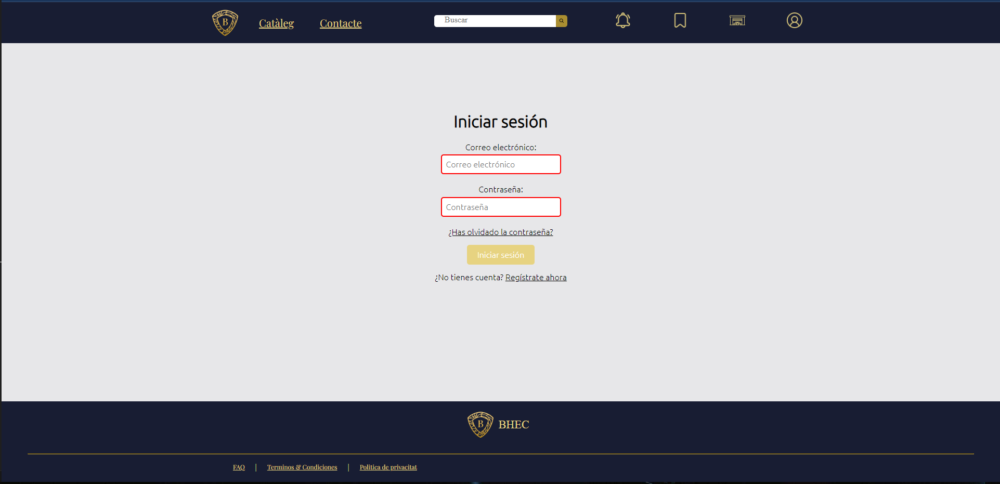 B
Catàleg
Contacte
Buscar
Iniciar sesión
Correo electrónico:
Correo electrónico
Contraseña:
Contraseña
¿Has olvidado la contraseña?
Iniciar sesión
¿No tienes cuenta? Regístrate ahora
B BHEC
FAQ | Terminos & Condiciones | Politica de privacitat